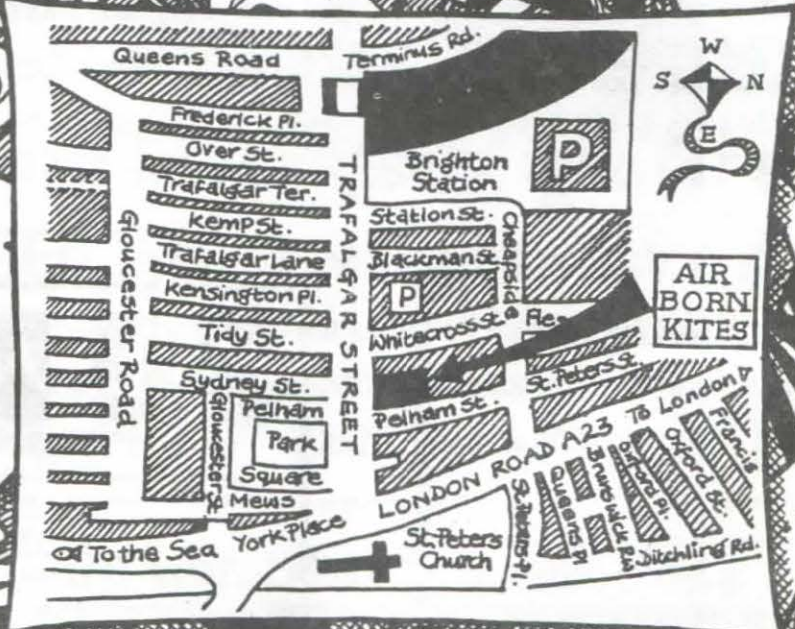 Queens Road
Terminus Rd.
W
S
N
E
Frederick Pl.
Over St.
Trafalgar Ter.
Kemp St.
Trafalgar Lane
Kensington Pl.
Tidy St.
Sydney St.
Gloucester Road
TRAFALGAR STREET
Brighton
Station
P
Station St.
Blackman St.
Cheapside
P
Whitecross St.
St. Peters St.
Pelham St.
AIR
BORN
KITES
Gloucester St.
Pelham
Park
Square
Mews
York Place
To the Sea
LONDON ROAD A23 To London
St. Peters
Church
St. Peters Pl.
Queens Pl
Brunswick Rw
Oxford Pl.
Oxford St.
Francis
Ditchling Rd.